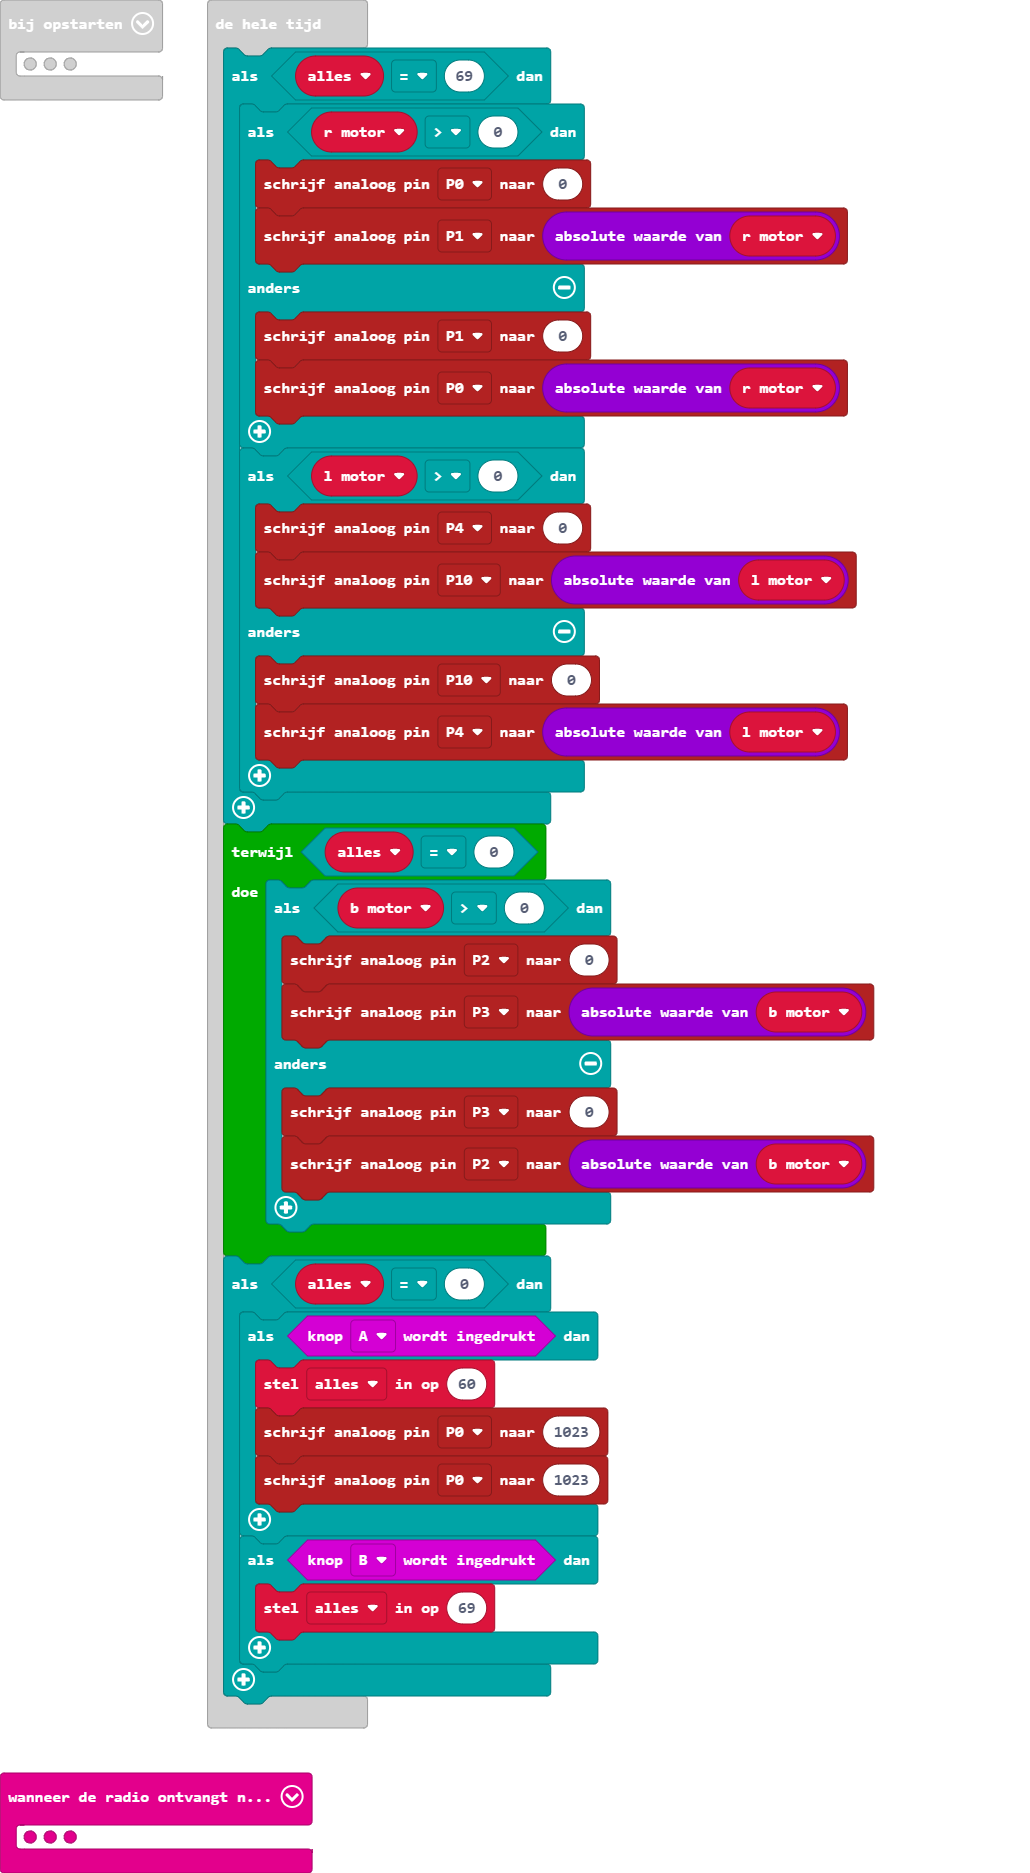 bij opstarten
de hele tijd
als alles = 69 dan
als r motor > 0 dan
schrijf analoog pin P0 naar 0
schrijf analoog pin P1 naar absolute waarde van r motor
anders
schrijf analoog pin P1 naar 0
schrijf analoog pin P0 naar absolute waarde van r motor
als l motor > 0 dan
schrijf analoog pin P4 naar 0
schrijf analoog pin P10 naar absolute waarde van l motor
anders
schrijf analoog pin P10 naar 0
schrijf analoog pin P4 naar absolute waarde van l motor
terwijl alles = 0
doe
als b motor > 0 dan
schrijf analoog pin P2 naar 0
schrijf analoog pin P3 naar absolute waarde van b motor
anders
schrijf analoog pin P3 naar 0
schrijf analoog pin P2 naar absolute waarde van b motor
als alles = 0 dan
als knop A wordt ingedrukt dan
stel alles in op 60
schrijf analoog pin P0 naar 1023
schrijf analoog pin P0 naar 1023
als knop B wordt ingedrukt dan
stel alles in op 69
wanneer de radio ontvangt n...